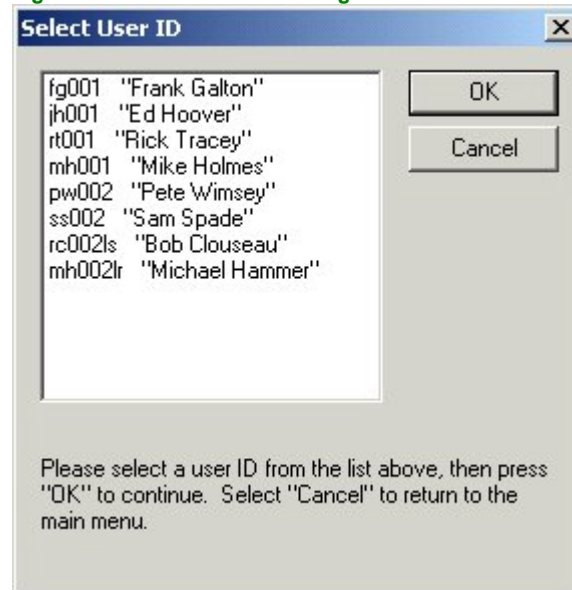 Select User ID
fg001 "Frank Galton"
jh001 "Ed Hoover"
rt001 "Rick Tracey"
mh001 "Mike Holmes"
pw002 "Pete Wimsey"
ss002 "Sam Spade"
rc002ls "Bob Clouseau"
mh002lr "Michael Hammer"
OK
Cancel
Please select a user ID from the list above, then press
"OK" to continue. Select "Cancel" to return to the
main menu.